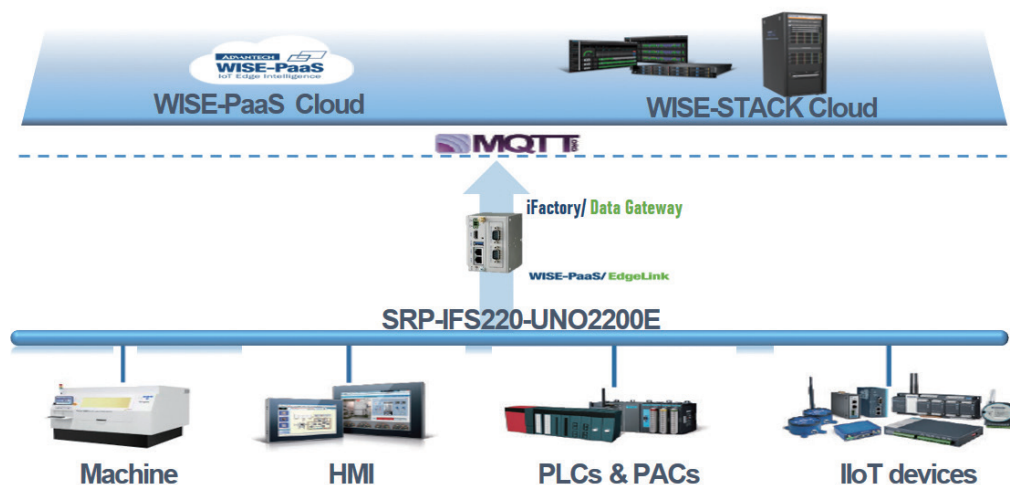 ADVANTECH
WISE-PaaS
IoT Edge Intelligence
WISE-PaaS Cloud
WISE-STACK Cloud
MQTT
iFactory/ Data Gateway
WISE-PaaS/EdgeLink
SRP-IFS220-UNO2200E
Machine
HMI
PLCs & PACs
IIoT devices